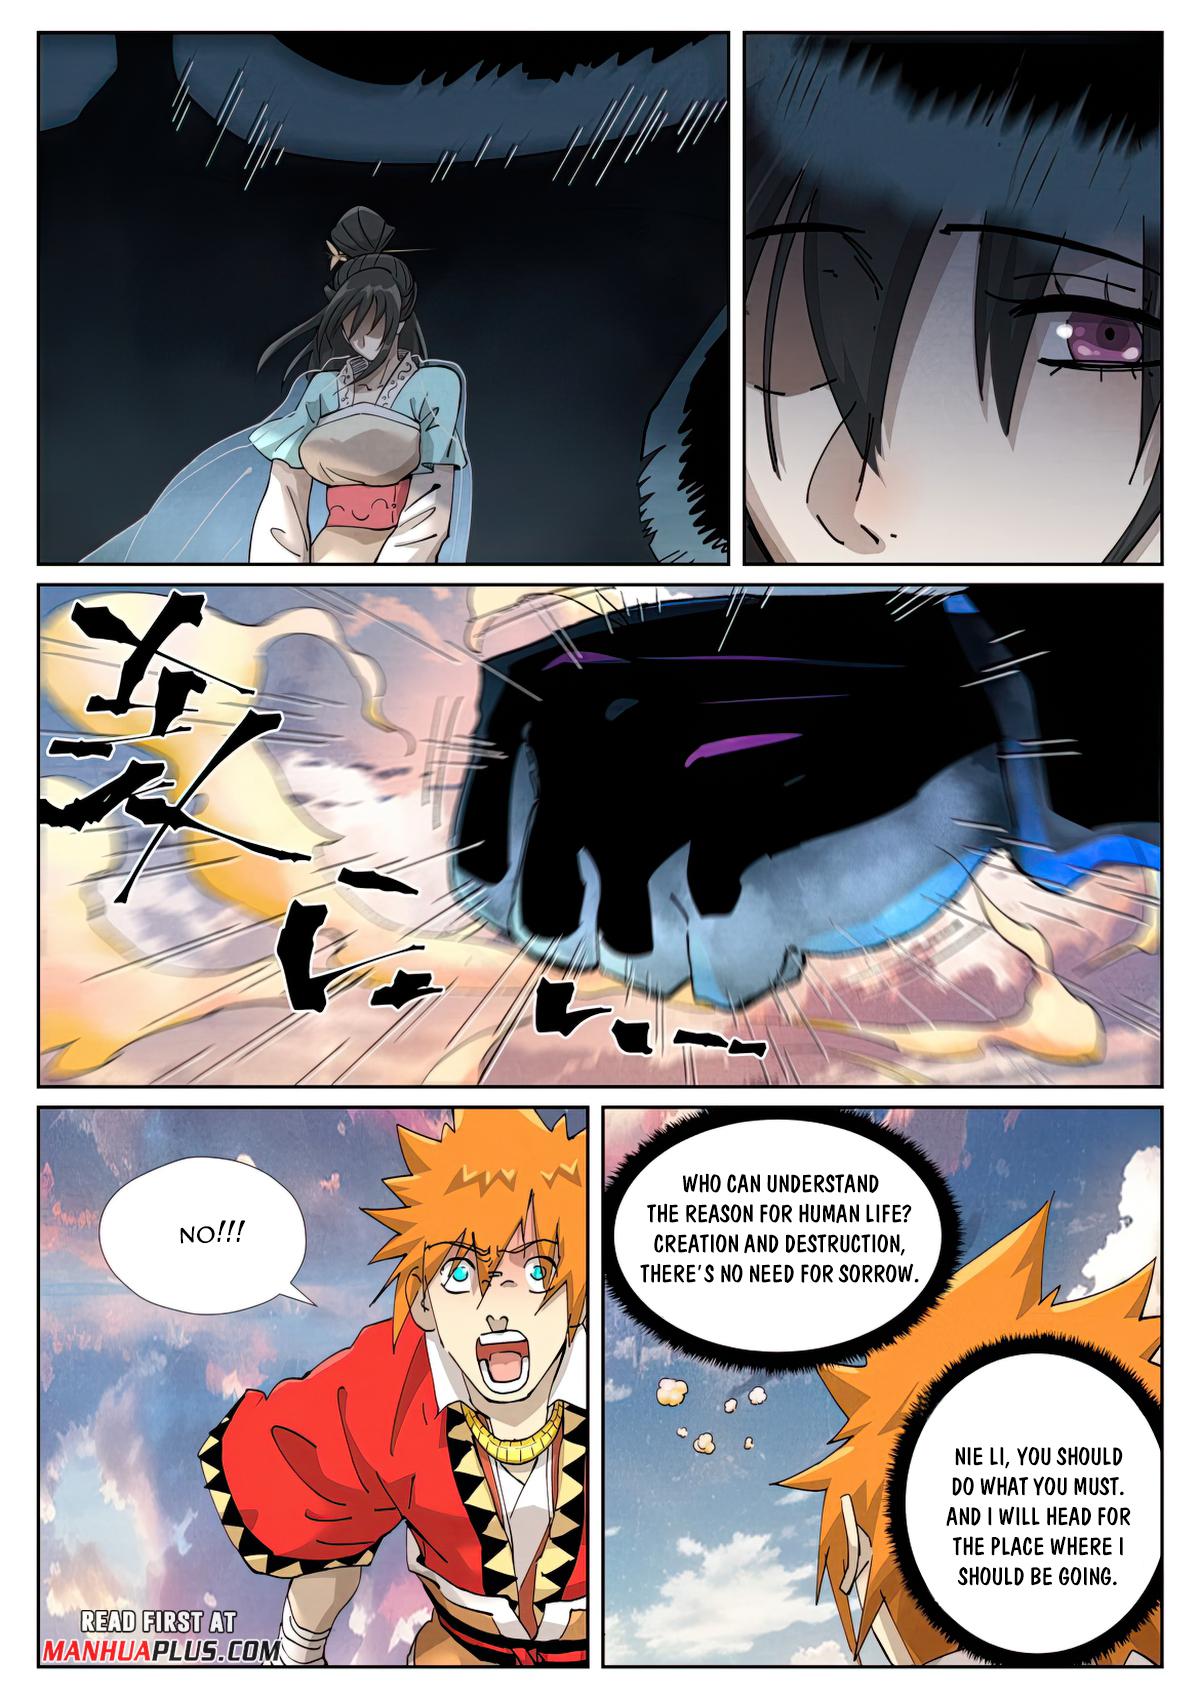 NO!!!
WHO CAN UNDERSTAND
THE REASON FOR HUMAN LIFE?
CREATION AND DESTRUCTION,
THERE'S NO NEED FOR SORROW.
NIE LI, YOU SHOULD
DO WHAT YOU MUST.
AND I WILL HEAD FOR
THE PLACE WHERE I
SHOULD BE GOING.
READ FIRST AT
MANHUAPLUS.COM